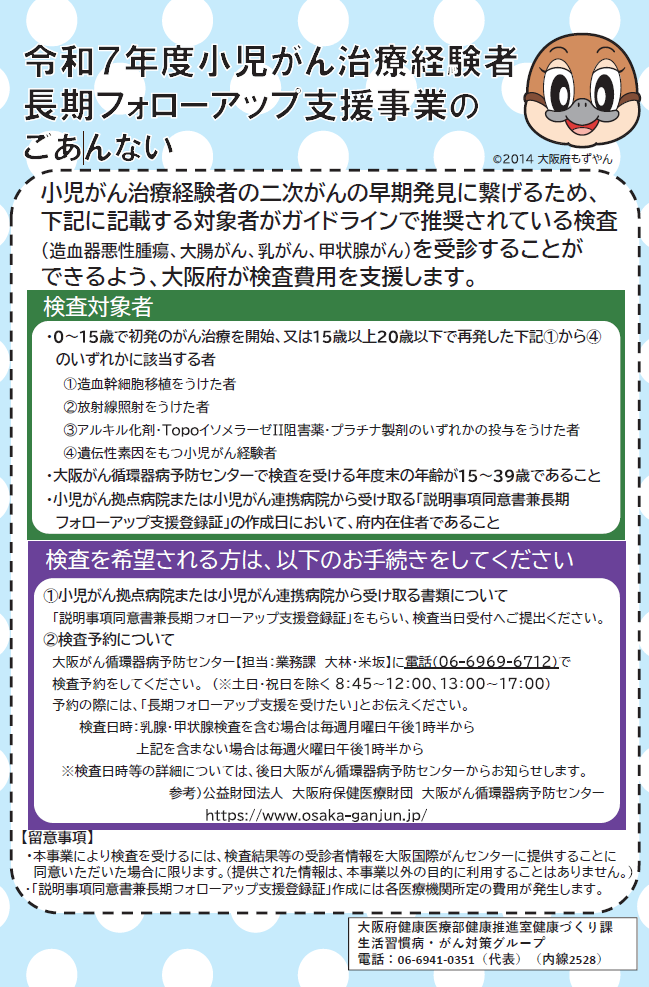 令和7年度小児がん治療経験者
長期フォローアップ支援事業の
ごあんない
©2014 大阪府もずやん
小児がん治療経験者の二次がんの早期発見に繋げるため、
下記に記載する対象者がガイドラインで推奨されている検査
（造血器悪性腫瘍、大腸がん、乳がん、甲状腺がん）を受診することが
できるよう、大阪府が検査費用を支援します。
検査対象者
・0～15歳で初発のがん治療を開始、又は15歳以上20歳以下で再発した下記①から④
のいずれかに該当する者
①造血幹細胞移植をうけた者
②放射線照射をうけた者
③アルキル化剤・TopoイソメラーゼII阻害薬・プラチナ製剤のいずれかの投与をうけた者
④遺伝性素因をもつ小児がん経験者
・大阪がん循環器病予防センターで検査を受ける年度末の年齢が15～39歳であること
・小児がん拠点病院または小児がん連携病院から受け取る「説明事項同意書兼長期
フォローアップ支援登録証」の作成日において、府内在住者であること
検査を希望される方は、以下のお手続きをしてください
①小児がん拠点病院または小児がん連携病院から受け取る書類について
「説明事項同意書兼長期フォローアップ支援登録証」をもらい、検査当日受付へご提出ください。
②検査予約について
大阪がん循環器病予防センター【担当：業務課　大林・米坂】に電話（06-6969-6712）で
検査予約をしてください。（※土日・祝日を除く 8：45～12：00、13：00～17：00）
予約の際には、「長期フォローアップ支援を受けたい」とお伝えください。
検査日時：乳腺・甲状腺検査を含む場合は毎週月曜日午後1時半から
上記を含まない場合は毎週火曜日午後1時半から
※検査日時等の詳細については、後日大阪がん循環器病予防センターからお知らせします。
参考）公益財団法人　大阪府保健医療財団　大阪がん循環器病予防センター
https://www.osaka-ganjun.jp/
【留意事項】
・本事業により検査を受けるには、検査結果等の受診者情報を大阪国際がんセンターに提供することに
同意いただいた場合に限ります。（提供された情報は、本事業以外の目的に利用することはありません。）
・「説明事項同意書兼長期フォローアップ支援登録証」作成には各医療機関所定の費用が発生します。
大阪府健康医療部健康推進室健康づくり課
生活習慣病・がん対策グループ
電話：06-6941-0351（代表）（内線2528）